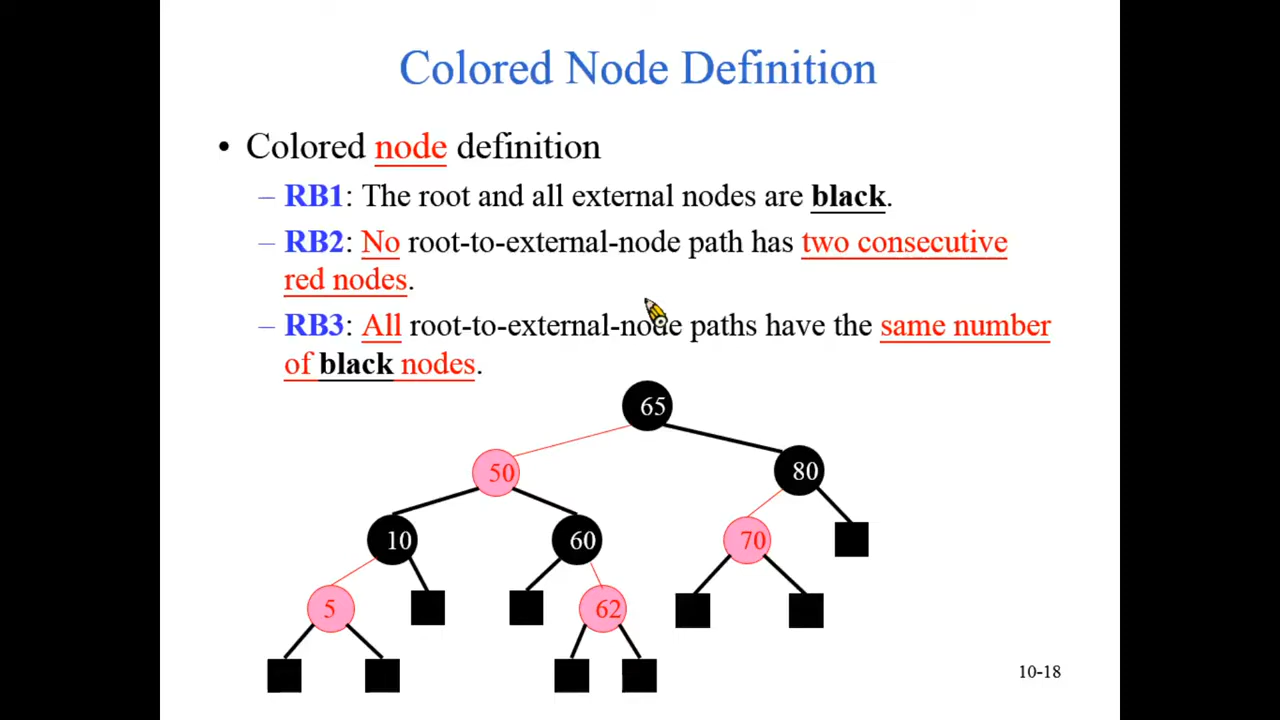 Colored Node Definition
• Colored node definition
– RB1: The root and all external nodes are black.
– RB2: No root-to-external-node path has two consecutive
red nodes.
– RB3: All root-to-external-node paths have the same number
of black nodes.
65
50
80
10
60
70
5
62
10-18